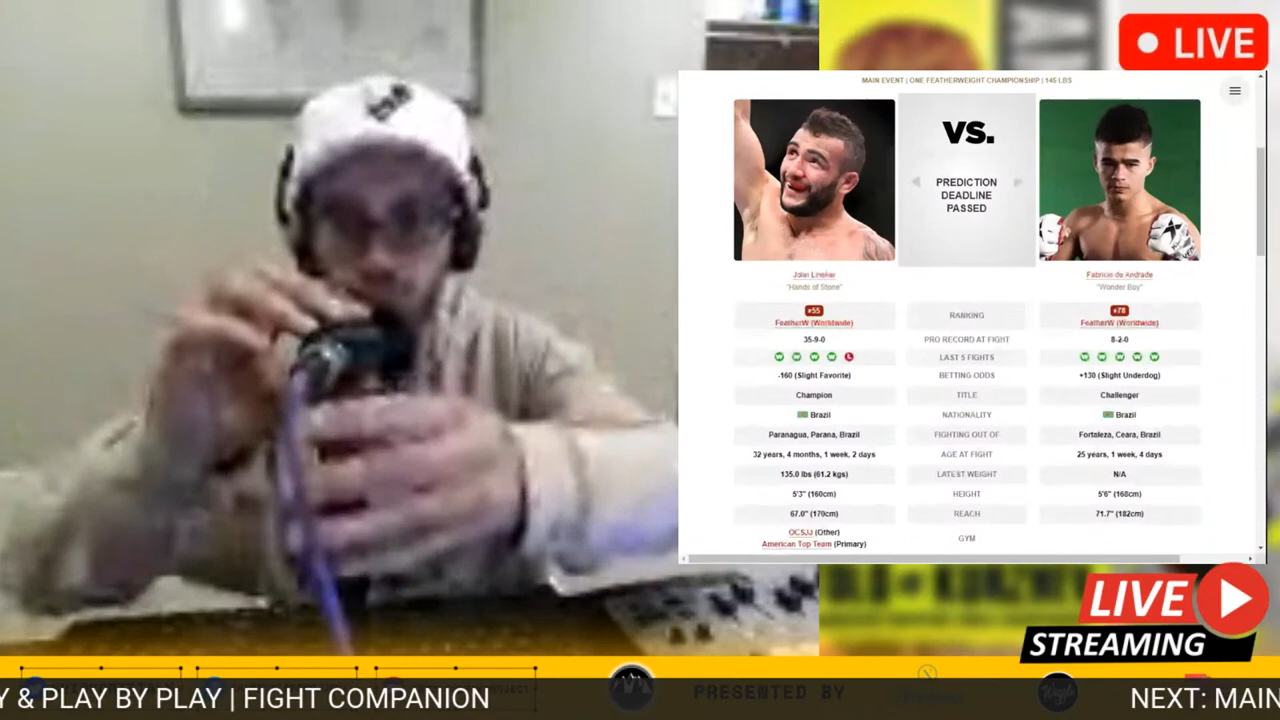 LIVE
MAIN EVENT | ONE FEATHERWEIGHT CHAMPIONSHIP | 145 LBS
VS.
PREDICTION
DEADLINE
PASSED
John Lineker
Fabricio de Andrade
"Hands of Stone"
"Wonder Boy"
#55
FeatherW (Worldwide)
RANKING
#78
FeatherW (Worldwide)
35-9-0
PRO RECORD AT FIGHT
8-2-0
W W W W L
LAST 5 FIGHTS
W W W W W
-160 (Slight Favorite)
BETTING ODDS
+130 (Slight Underdog)
Champion
TITLE
Challenger
Brazil
NATIONALITY
Brazil
Paranagua, Parana, Brazil
FIGHTING OUT OF
Fortaleza, Ceara, Brazil
32 years, 4 months, 1 week, 2 days
AGE AT FIGHT
25 years, 1 week, 4 days
135.0 lbs (61.2 kgs)
LATEST WEIGHT
N/A
5'3" (160cm)
HEIGHT
5'6" (168cm)
67.0" (170cm)
REACH
71.7" (182cm)
OCSJJ (Other)
American Top Team (Primary)
GYM
LIVE
STREAMING
PRESENTED BY
Y & PLAY BY PLAY | FIGHT COMPANION
NEXT: MAIN